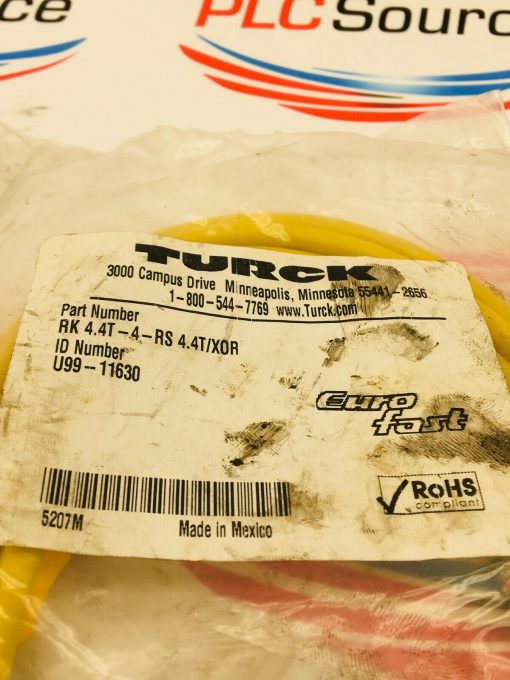 ce
PLC Sourc
TURCK
3000 Campus Drive Minneapolis, Minnesota 55441-2656
1-800-544-7769 www.Turck.com
Part Number
RK 4.4T-4-RS 4.4T/XOR
ID Number
U99-11630
Euro
fast
RoHS
compliant
5207M
Made in Mexico